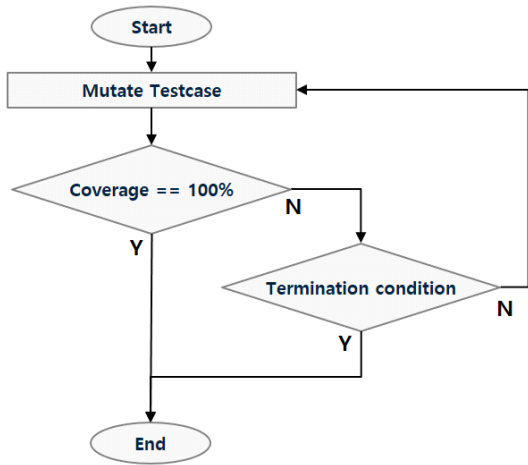 Start
Mutate Testcase
Coverage == 100%
N
Y
Termination condition
N
Y
End